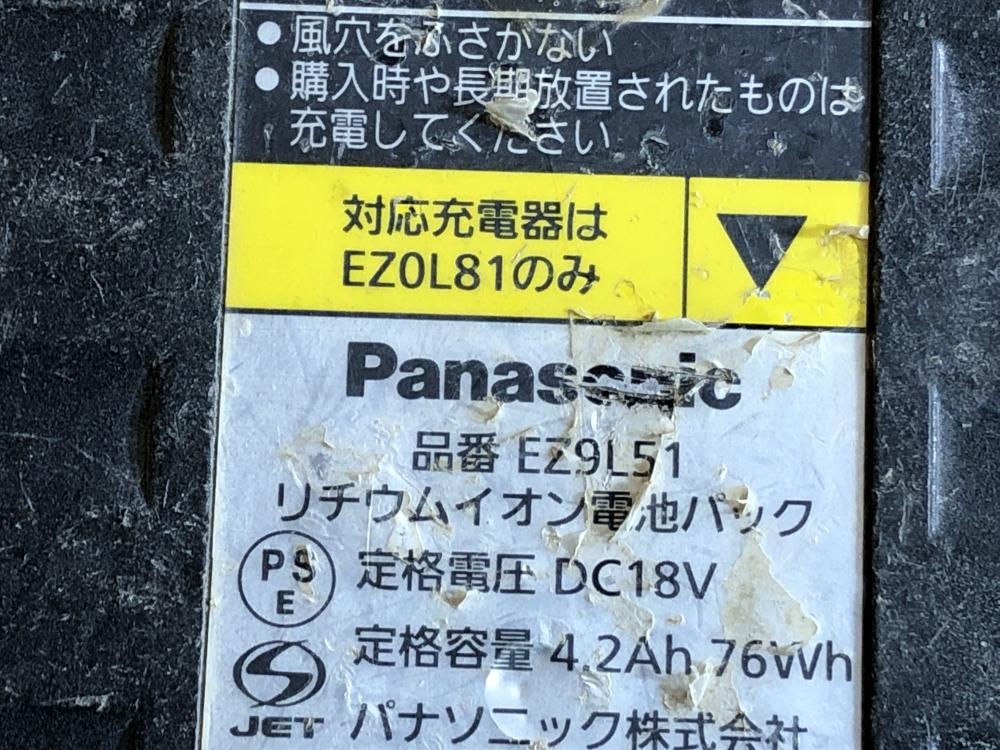 ● 風穴をふさがない
● 購入時や長期放置されたものは
充電してください
対応充電器は
EZ0L81のみ
Panasonic
品番 EZ9L51
リチウムイオン電池パック
PS
E
定格電圧 DC18V
定格容量 4.2Ah 76Wh
JET パナソニック株式会社